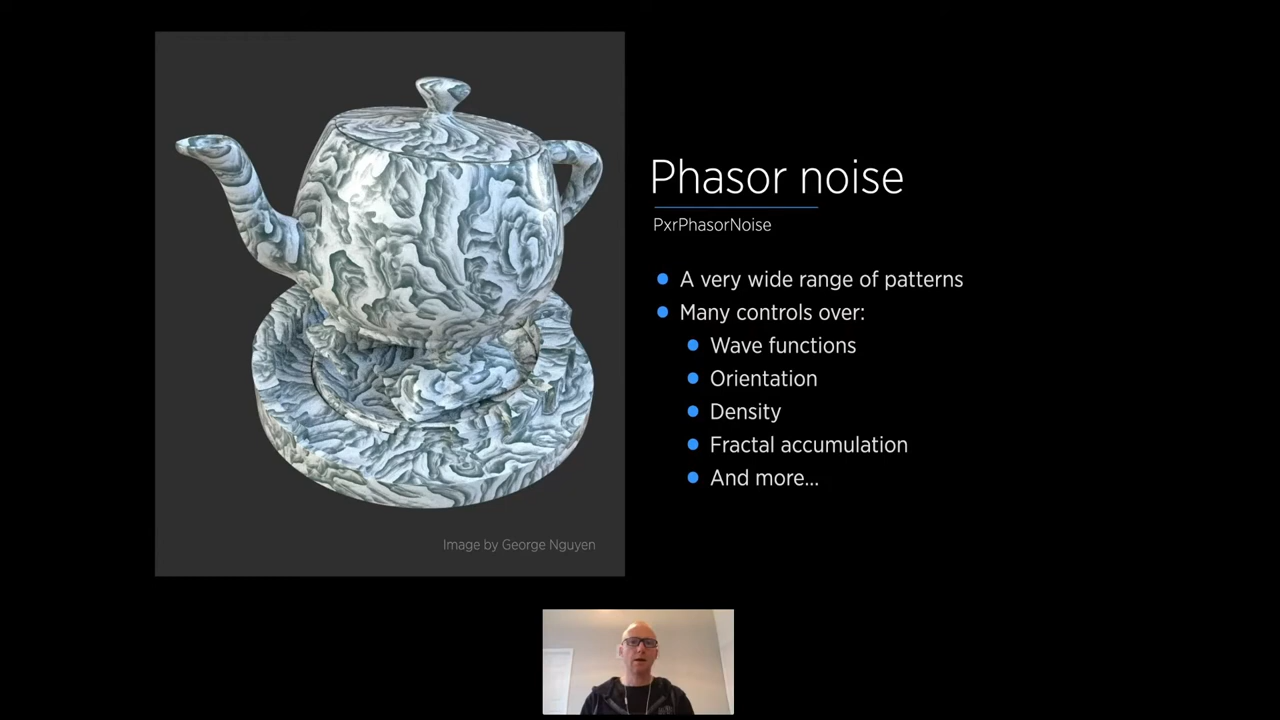 Phasor noise
PxrPhasorNoise
A very wide range of patterns
Many controls over:
Wave functions
Orientation
Density
Fractal accumulation
And more...
Image by George Nguyen